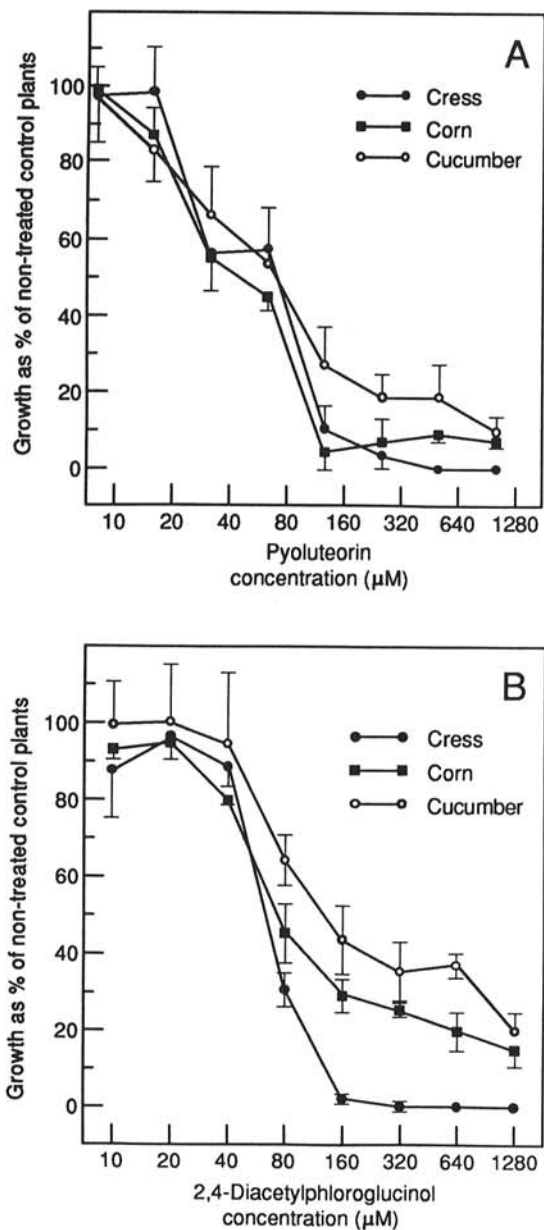 A
Growth as % of non-treated control plants
100
80
60
40
20
0
Cress
Corn
Cucumber
10 20 40 80 160 320 640 1280
Pyoluteorin
concentration (μM)
B
Growth as % of non-treated control plants
100
80
60
40
20
0
Cress
Corn
Cucumber
10 20 40 80 160 320 640 1280
2,4-Diacetylphloroglucinol
concentration (μM)